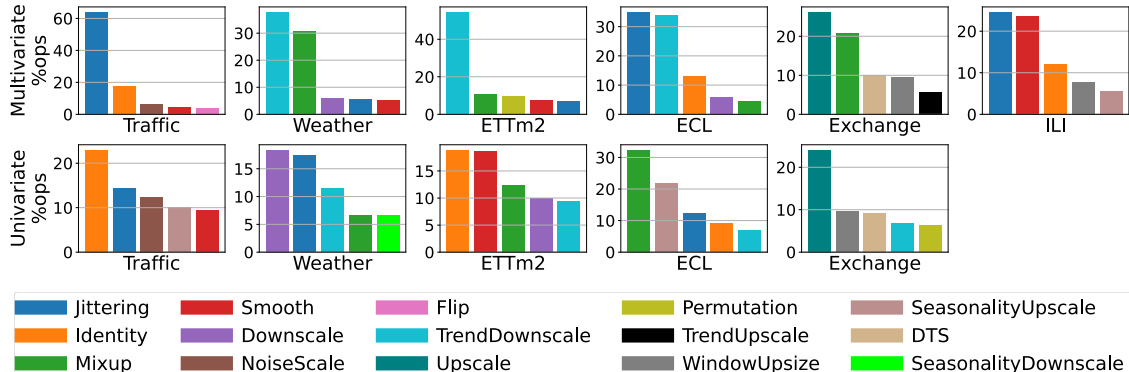 Multivariate
%ops
60
40
20
0
Traffic
30
20
10
0
Weather
40
20
0
ETTm2
30
20
10
0
ECL
20
10
0
Exchange
20
10
0
ILI
Univariate
%ops
20
10
0
Traffic
15
10
5
0
Weather
15
10
5
0
ETTm2
30
20
10
0
ECL
20
10
0
Exchange
Jittering Smooth Flip Permutation SeasonalityUpscale
Identity Downscale TrendDownscale TrendUpscale DTS
Mixup NoiseScale Upscale WindowUpsize SeasonalityDownscale